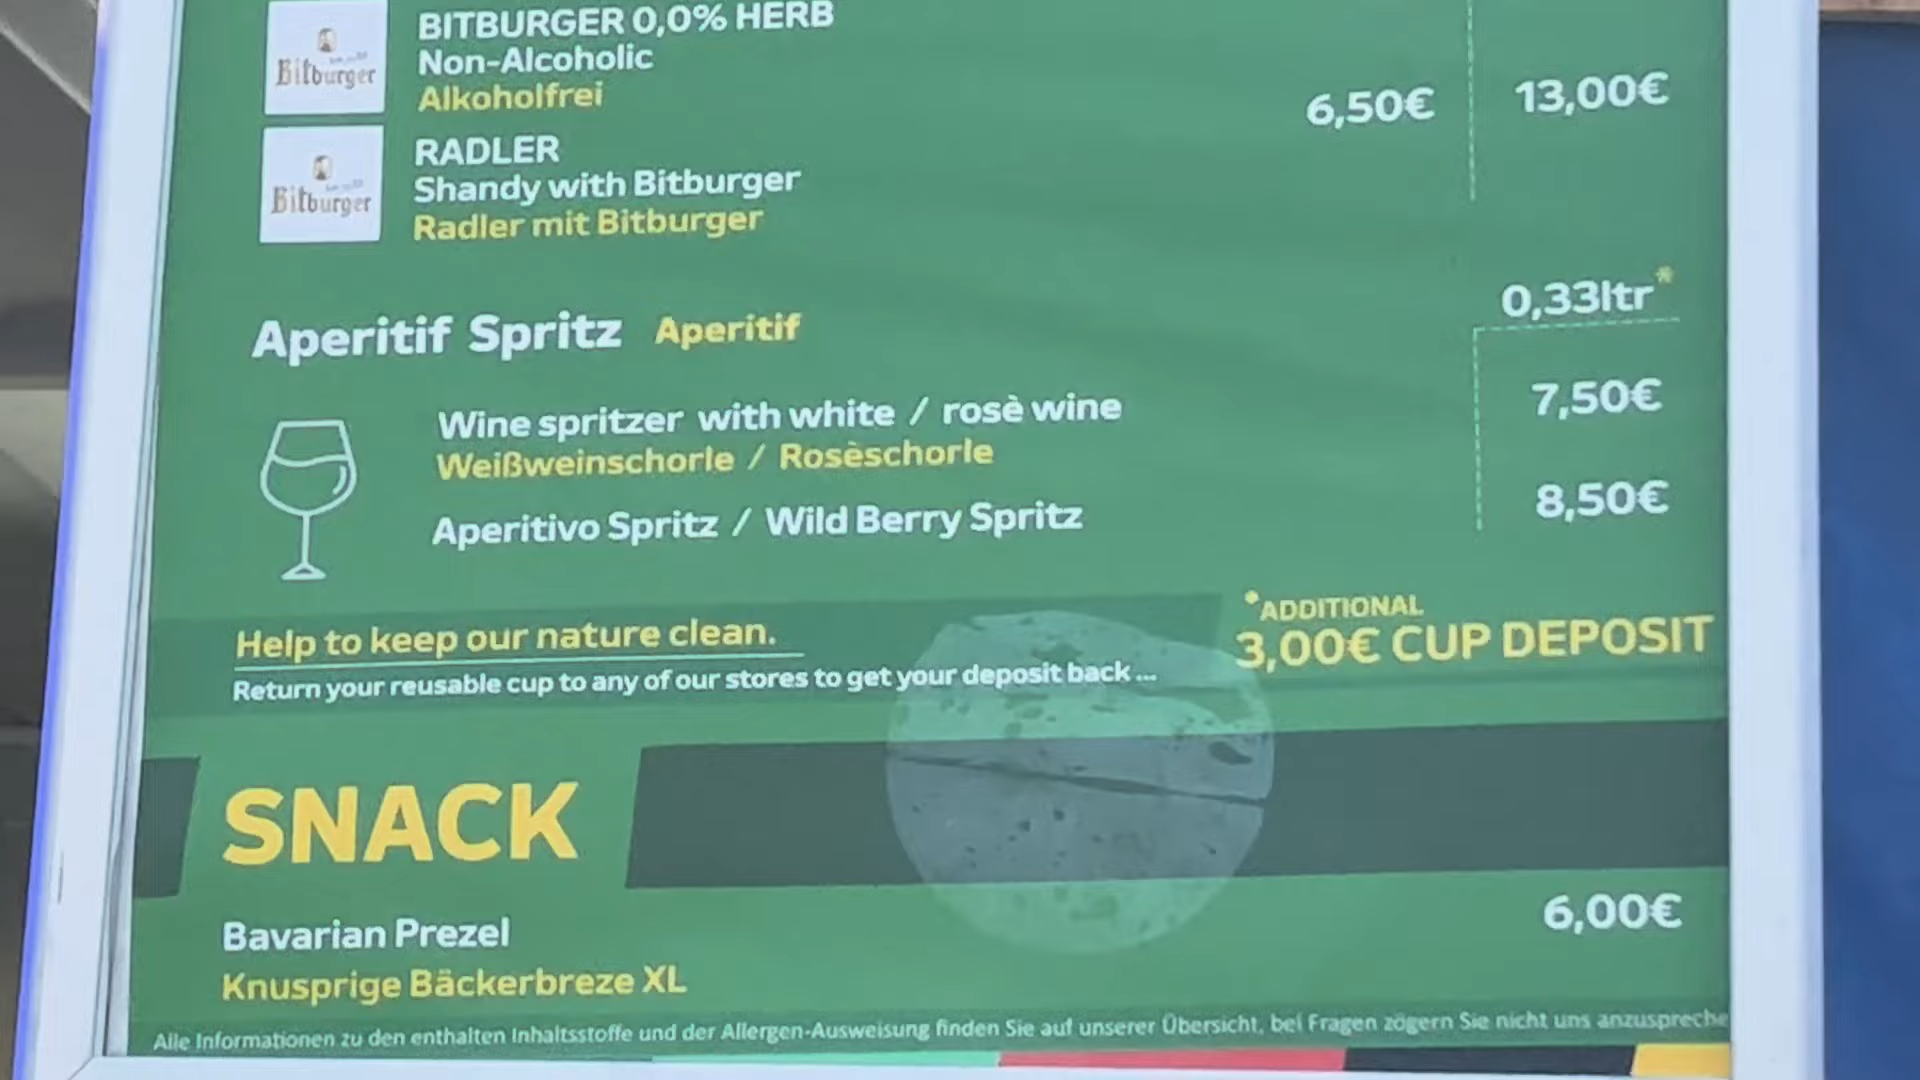 Bitburger
BITBURGER 0,0% HERB
Non-Alcoholic
Alkoholfrei
6,50€ 13,00€
Bitburger
RADLER
Shandy with Bitburger
Radler mit Bitburger
0,33ltr*
Aperitif Spritz Aperitif
Wine spritzer with white / rosè wine 7,50€
Weißweinschorle / Rosèschorle
Aperitivo Spritz / Wild Berry Spritz 8,50€
*ADDITIONAL
3,00€ CUP DEPOSIT
Help to keep our nature clean.
Return your reusable cup to any of our stores to get your deposit back ...
SNACK
Bavarian Prezel 6,00€
Knusprige Bäckerbreze XL
Alle Informationen zu den enthalten Inhaltsstoffe und der Allergen-Ausweisung finden Sie auf unserer Übersicht, bei Fragen zögern Sie nicht uns anzuspreche